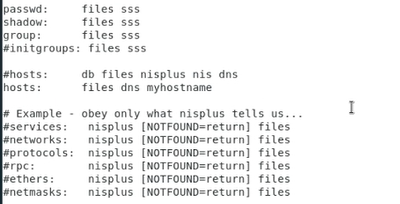 passwd:     files sss
shadow:     files sss
group:      files sss
#initgroups: files sss

#hosts:     db files nisplus nis dns
hosts:      files dns myhostname

# Example - obey only what nisplus tells us...
#services:   nisplus [NOTFOUND=return] files
#networks:   nisplus [NOTFOUND=return] files
#protocols:  nisplus [NOTFOUND=return] files
#rpc:        nisplus [NOTFOUND=return] files
#ethers:     nisplus [NOTFOUND=return] files
#netmasks:   nisplus [NOTFOUND=return] files